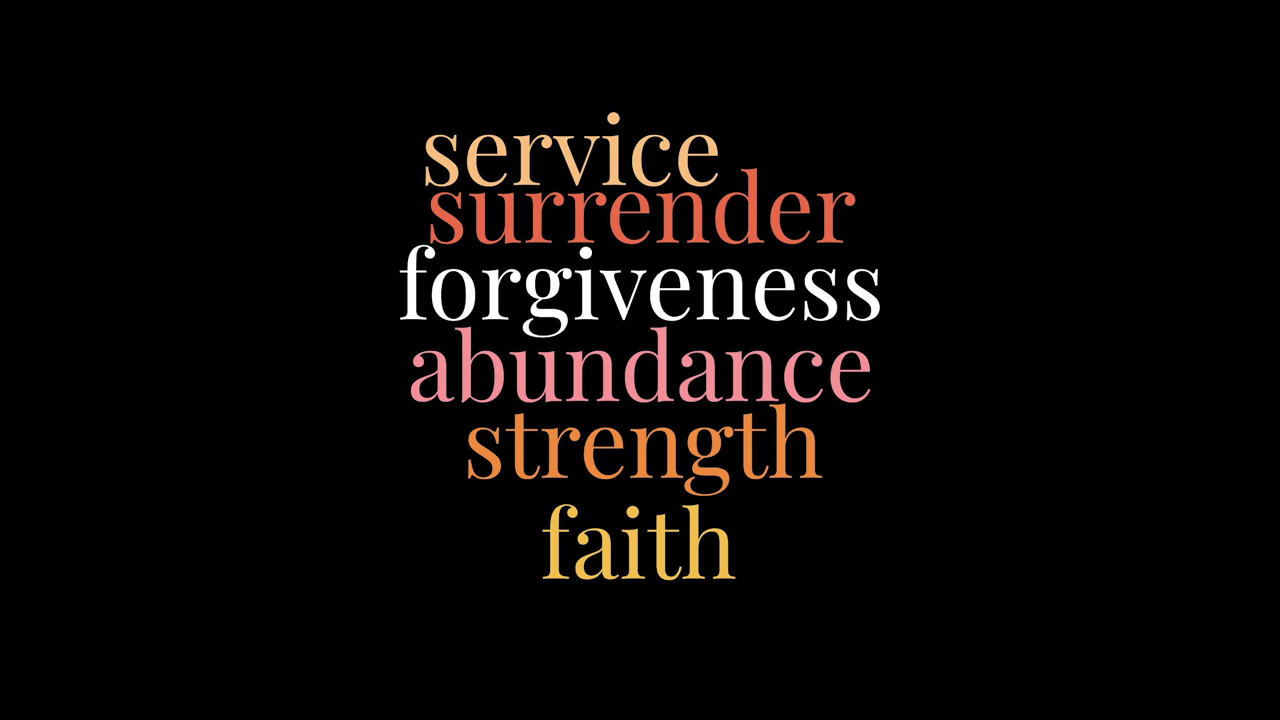 service
surrender
forgiveness
abundance
strength
faith